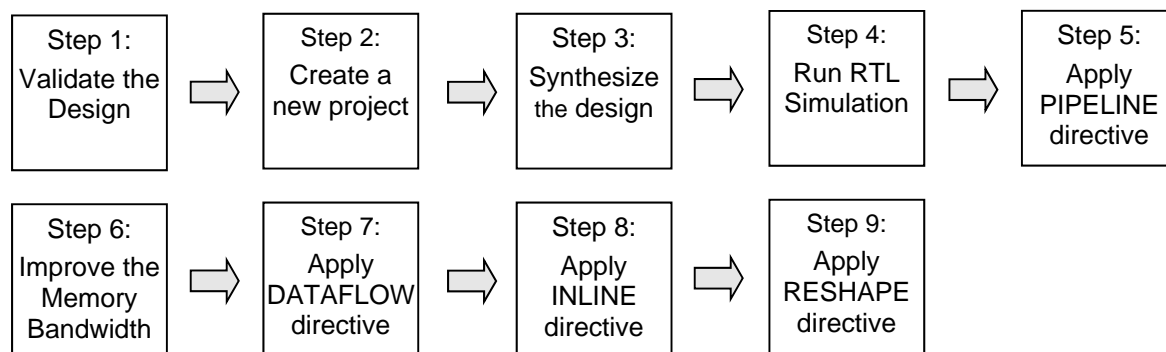 Step 1:
Validate the
Design
Step 2:
Create a
new project
Step 3:
Synthesize
the design
Step 4:
Run RTL
Simulation
Step 5:
Apply
PIPELINE
directive
Step 6:
Improve the
Memory
Bandwidth
Step 7:
Apply
DATAFLOW
directive
Step 8:
Apply
INLINE
directive
Step 9:
Apply
RESHAPE
directive